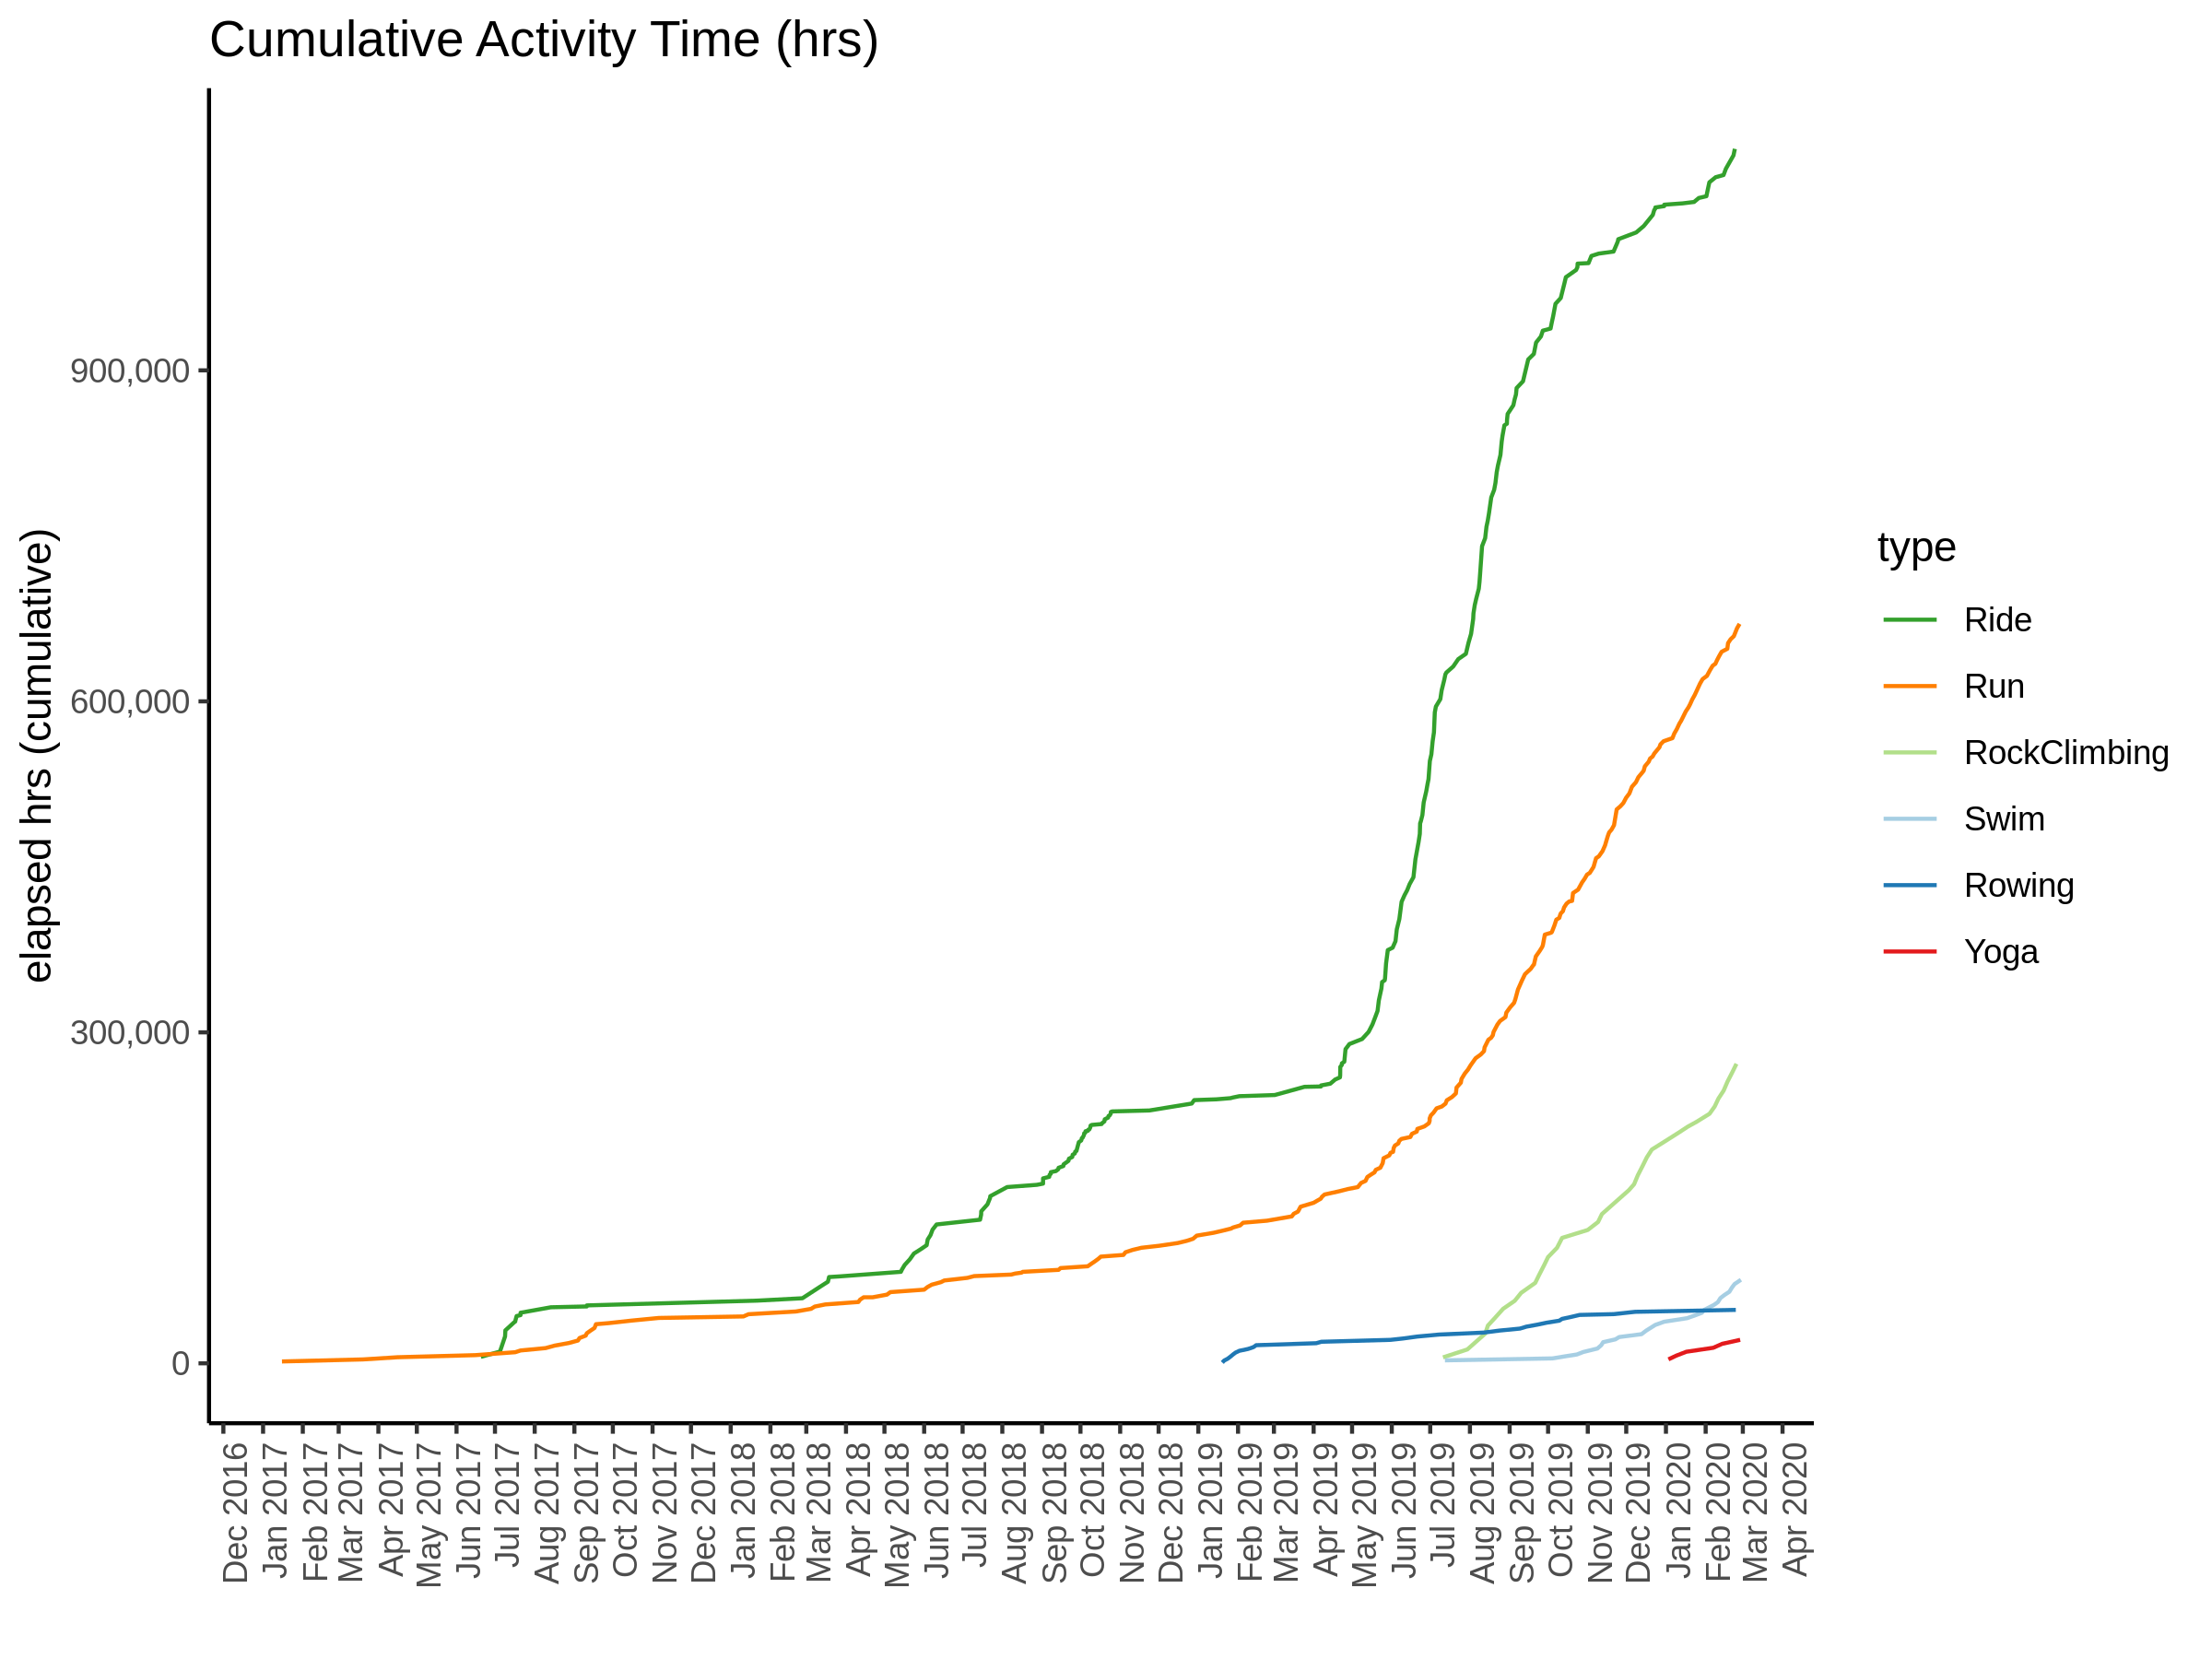 Cumulative Activity Time (hrs)
elapsed hrs (cumulative)
900,000
600,000
300,000
0
Dec 2016
Jan 2017
Feb 2017
Mar 2017
Apr 2017
May 2017
Jun 2017
Jul 2017
Aug 2017
Sep 2017
Oct 2017
Nov 2017
Dec 2017
Jan 2018
Feb 2018
Mar 2018
Apr 2018
May 2018
Jun 2018
Jul 2018
Aug 2018
Sep 2018
Oct 2018
Nov 2018
Dec 2018
Jan 2019
Feb 2019
Mar 2019
Apr 2019
May 2019
Jun 2019
Jul 2019
Aug 2019
Sep 2019
Oct 2019
Nov 2019
Dec 2019
Jan 2020
Feb 2020
Mar 2020
Apr 2020
type
Ride
Run
RockClimbing
Swim
Rowing
Yoga